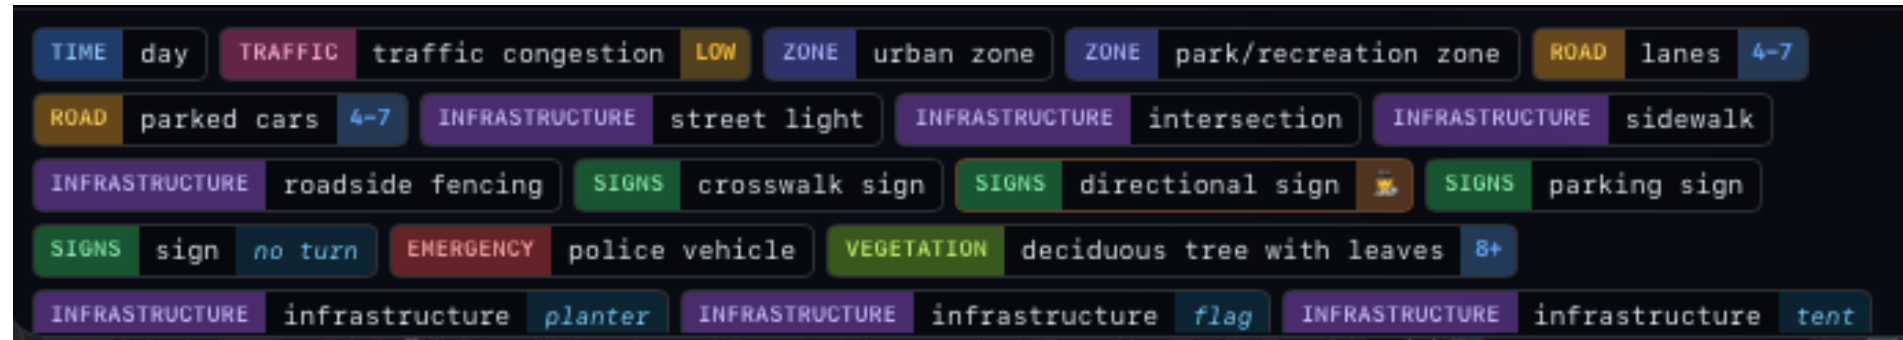 TIME day TRAFFIC traffic congestion LOW ZONE urban zone ZONE park/recreation zone ROAD lanes 4-7
ROAD parked cars 4-7 INFRASTRUCTURE street light INFRASTRUCTURE intersection INFRASTRUCTURE sidewalk
INFRASTRUCTURE roadside fencing SIGNS crosswalk sign SIGNS directional sign SIGNS parking sign
SIGNS sign no turn EMERGENCY police vehicle VEGETATION deciduous tree with leaves 8+
INFRASTRUCTURE infrastructure planter INFRASTRUCTURE infrastructure flag INFRASTRUCTURE infrastructure tent